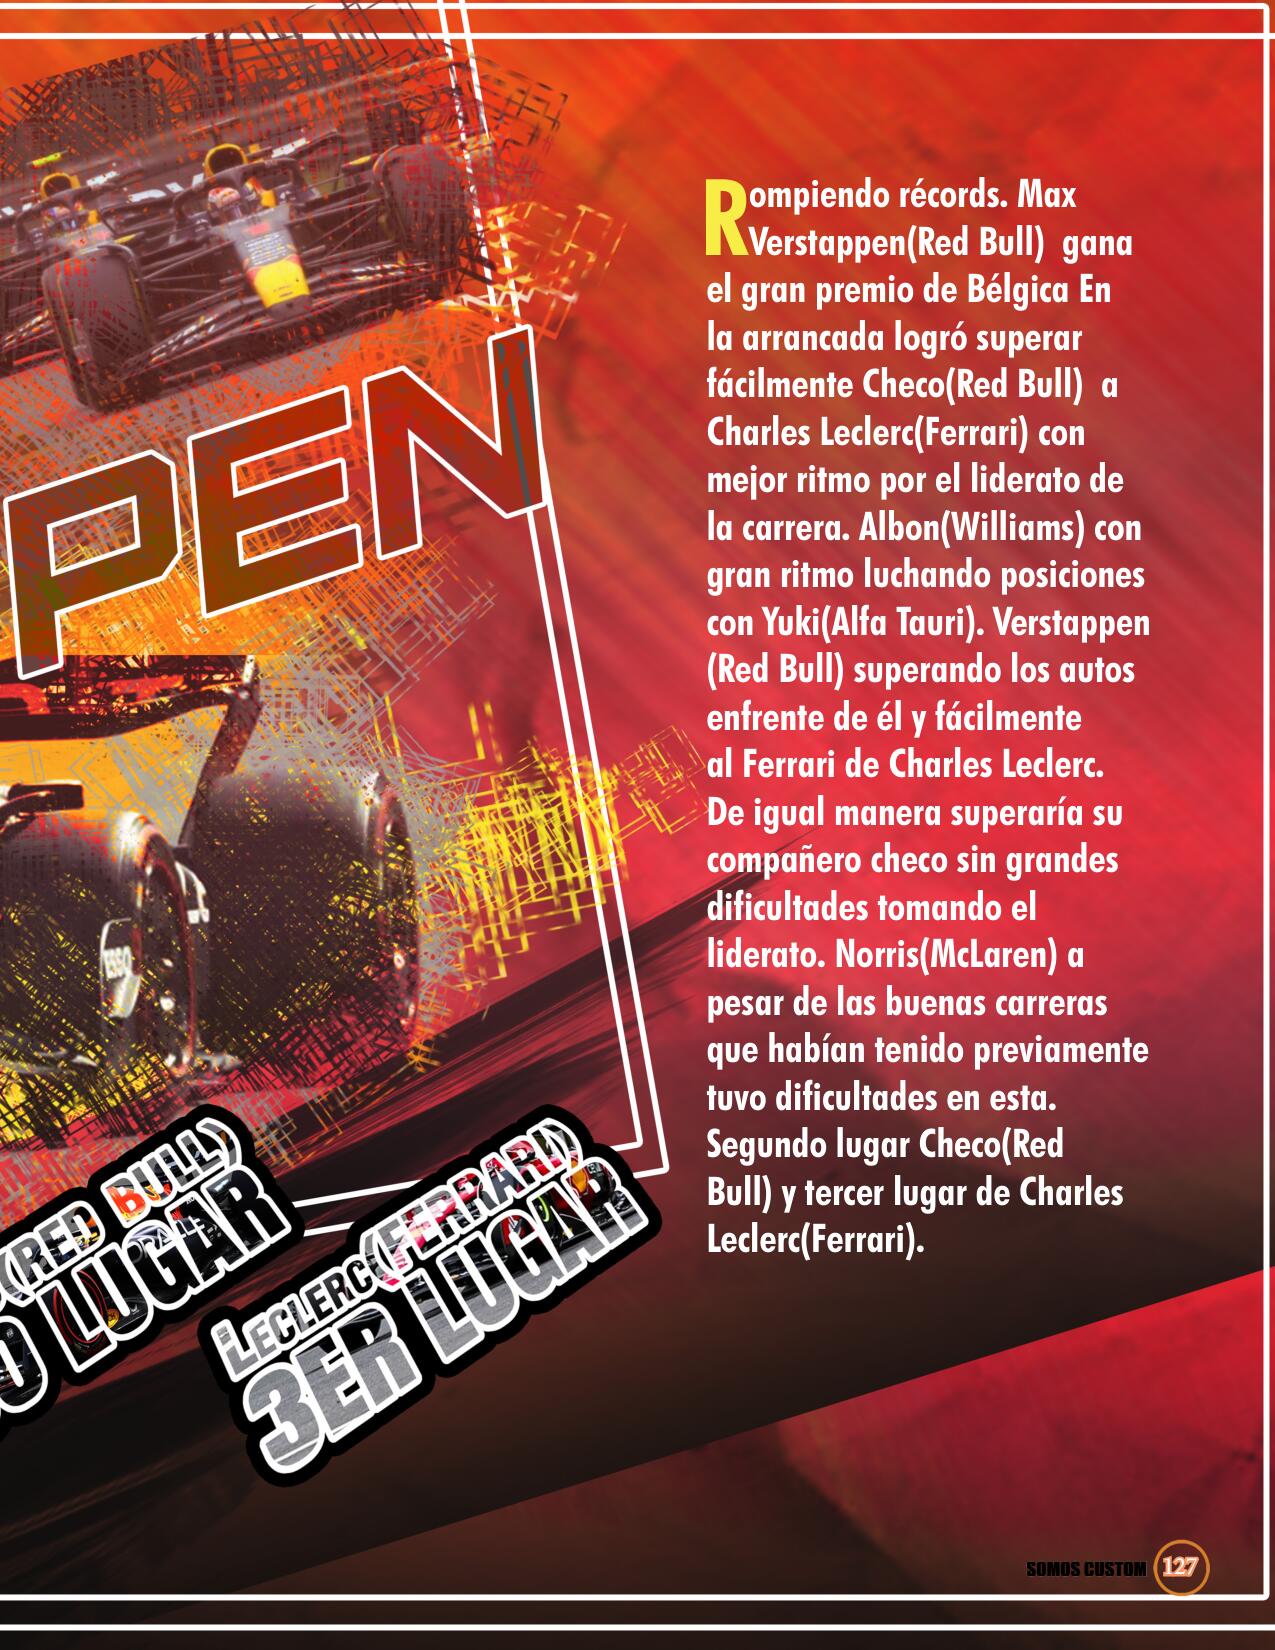 PEN
Rompiendo récords. Max
Verstappen(Red Bull)  gana
el gran premio de Bélgica En
la arrancada logró superar
fácilmente Checo(Red Bull)  a
Charles Leclerc(Ferrari) con
mejor ritmo por el liderato de
la carrera. Albon(Williams) con
gran ritmo luchando posiciones
con Yuki(Alfa Tauri). Verstappen
(Red Bull) superando los autos
enfrente de él y fácilmente
al Ferrari de Charles Leclerc.
De igual manera superaría su
compañero checo sin grandes
dificultades tomando el
liderato. Norris(McLaren) a
pesar de las buenas carreras
que habían tenido previamente
tuvo dificultades en esta.
Segundo lugar Checo(Red
Bull) y tercer lugar de Charles
Leclerc(Ferrari).
ESSO
(RED BULL)
O LUGAR
LECLERC(FERRARI)
3ER LUGAR
SOMOS CUSTOM 127